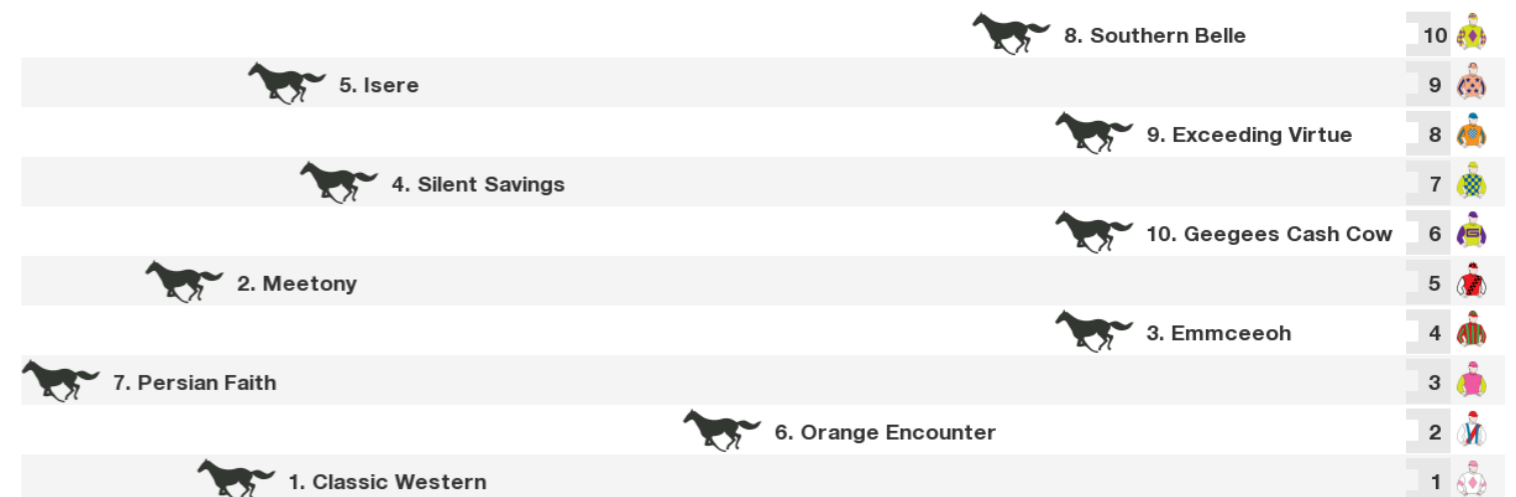 8. Southern Belle 10
5. Isere 9
9. Exceeding Virtue 8
4. Silent Savings 7
10. Geegees Cash Cow 6
2. Meetony 5
3. Emmceeoh 4
7. Persian Faith 3
6. Orange Encounter 2
1. Classic Western 1